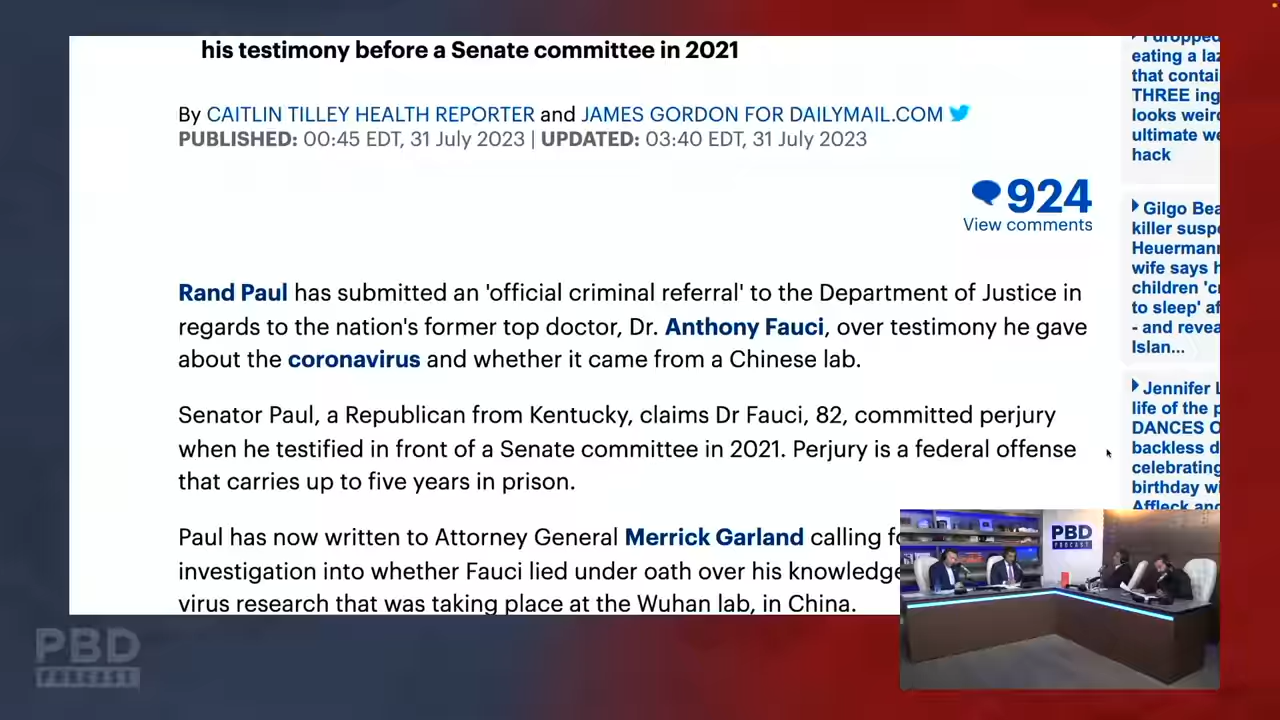 his testimony before a Senate committee in 2021
By CAITLIN TILLEY HEALTH REPORTER and JAMES GORDON FOR DAILYMAIL.COM
PUBLISHED: 00:45 EDT, 31 July 2023 | UPDATED: 03:40 EDT, 31 July 2023
924
View comments
Rand Paul has submitted an 'official criminal referral' to the Department of Justice in
regards to the nation's former top doctor, Dr. Anthony Fauci, over testimony he gave
about the coronavirus and whether it came from a Chinese lab.
Senator Paul, a Republican from Kentucky, claims Dr Fauci, 82, committed perjury
when he testified in front of a Senate committee in 2021. Perjury is a federal offense
that carries up to five years in prison.
Paul has now written to Attorney General Merrick Garland calling
investigation into whether Fauci lied under oath over his knowledge
virus research that was taking place at the Wuhan lab, in China.
I dropped
eating a
that
THREE
looks
ultimate
hack
Gilgo
killer
Heuermann
wife says
children
to sleep'
- and
Islan...
Jennifer
life of the
DANCES
backless
celebrating
birthday
Affleck
PBD
PODCAST
PBD
PODCAST